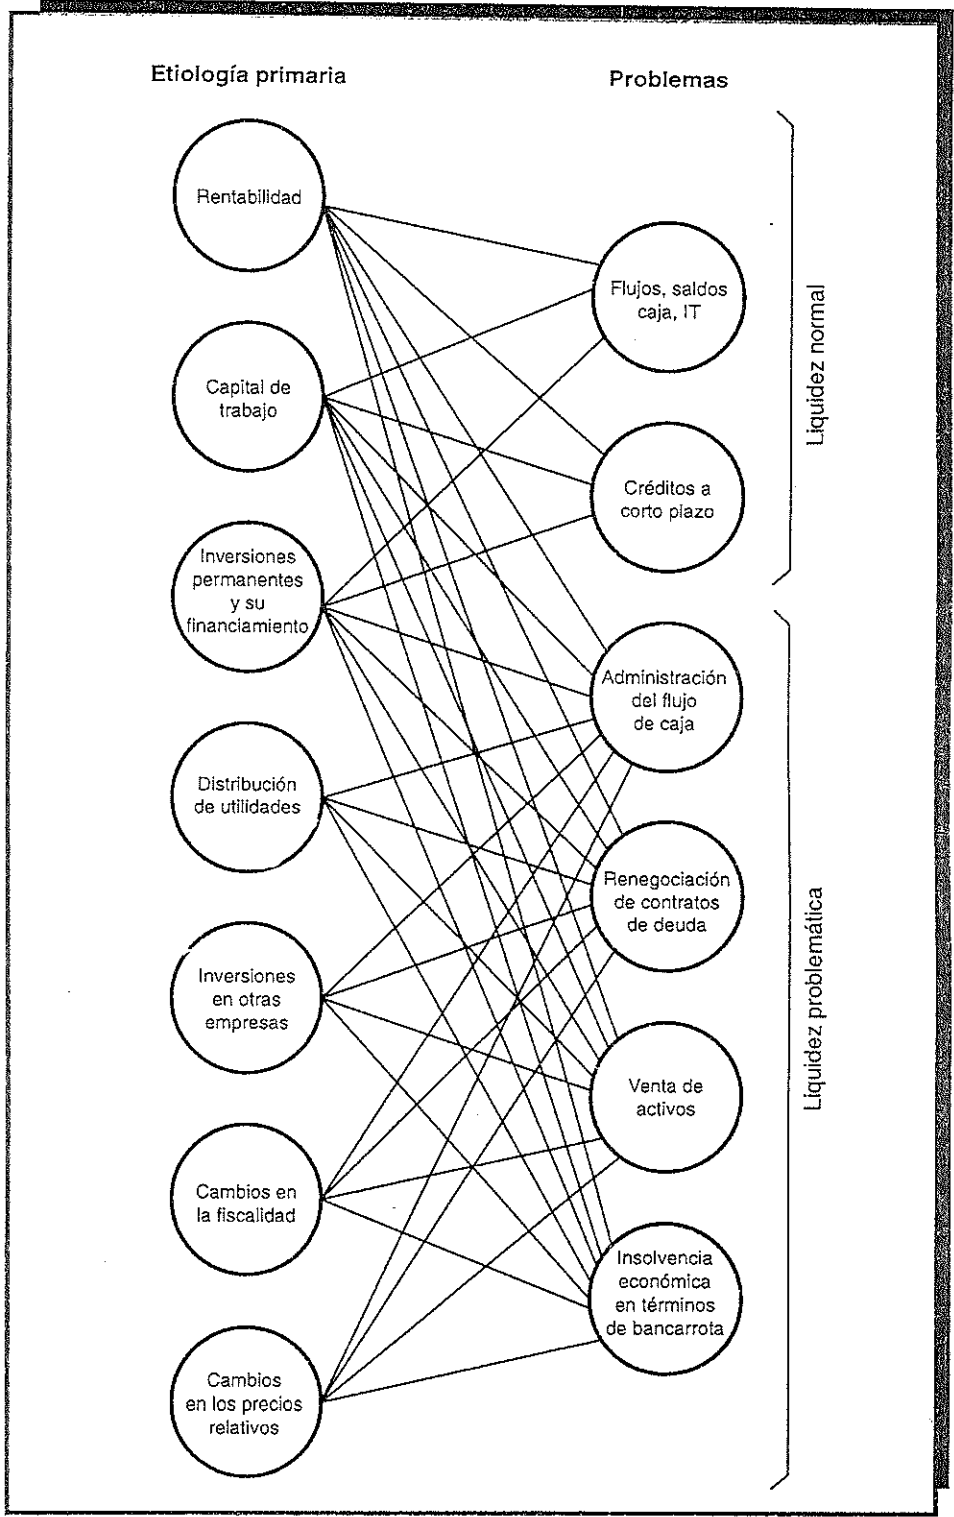 Etiología primaria
Problemas
Rentabilidad
Capital de
trabajo
Inversiones
permanentes
y su
financiamiento
Distribución
de utilidades
Inversiones
en otras
empresas
Cambios en
la fiscalidad
Cambios
en los precios
relativos
Flujos, saldos
caja, IT
Créditos a
corto plazo
Administración
del flujo
de caja
Renegociación
de contratos
de deuda
Venta de
activos
Insolvencia
económica
en términos
de bancarrota
Liquidez normal
Liquidez problemática